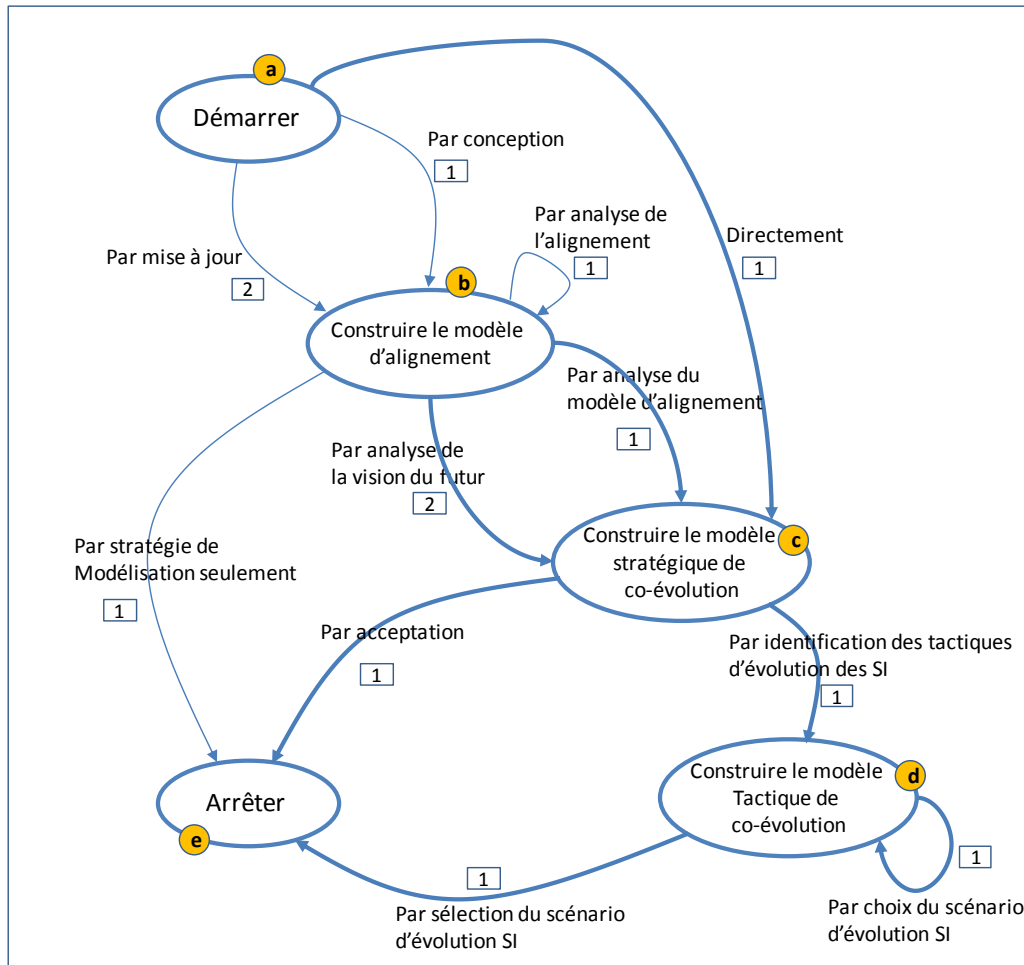 a
Démarrer
Par conception
1
Par analyse de
l'alignement
1
Directement
1
Par mise à jour
2
b
Construire le modèle
d'alignement
Par analyse du
modèle d'alignement
1
Par analyse de
la vision du futur
2
Construire le modèle
stratégique de
co-évolution
c
Par stratégie de
Modélisation seulement
1
Par acceptation
1
Par identification des tactiques
d'évolution des SI
1
Construire le modèle
Tactique de
co-évolution
d
Arrêter
e
1
Par sélection du scénario
d'évolution SI
1
Par choix du scénario
d'évolution SI